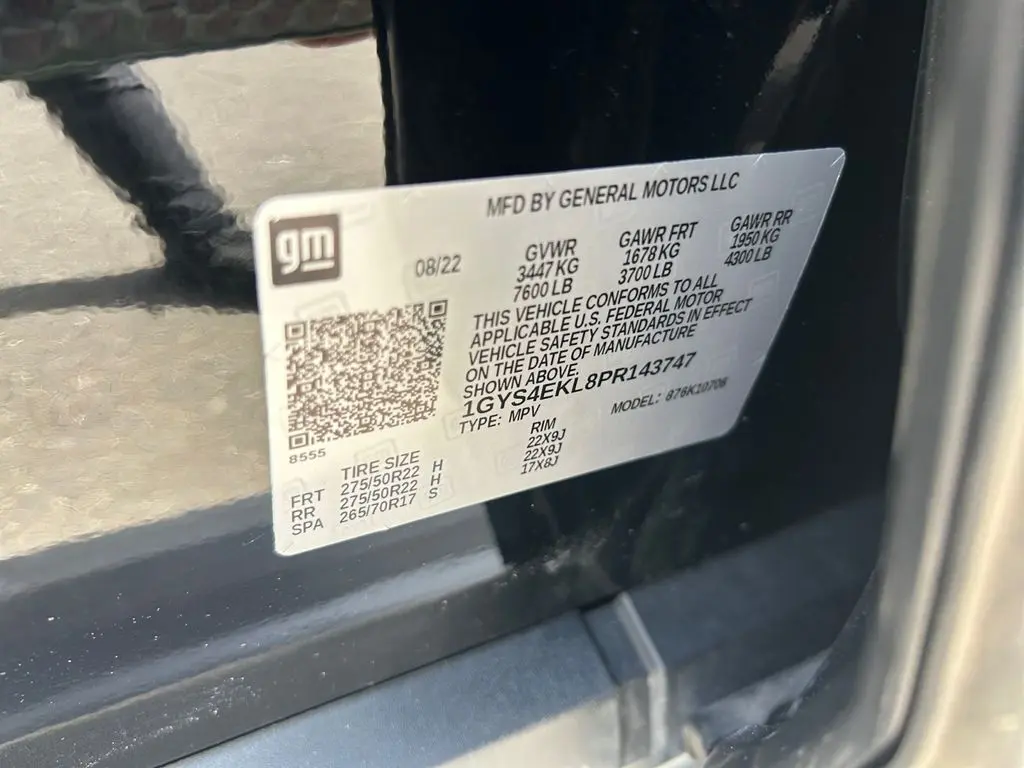 MFD BY GENERAL MOTORS LLC
gm
08/22
GVWR
3447 KG
7600 LB
GAWR FRT
1678 KG
3700 LB
GAWR RR
1950 KG
4300 LB
THIS VEHICLE CONFORMS TO ALL
APPLICABLE U.S. FEDERAL MOTOR
VEHICLE SAFETY STANDARDS IN EFFECT
ON THE DATE OF MANUFACTURE
SHOWN ABOVE.
1GYS4EKL8PR143747
TYPE: MPV
MODEL: 876K10706
8555
TIRE SIZE
RIM
FRT 275/50R22 H 22X9J
RR 275/50R22 H 22X9J
SPA 265/70R17 S 17X8J